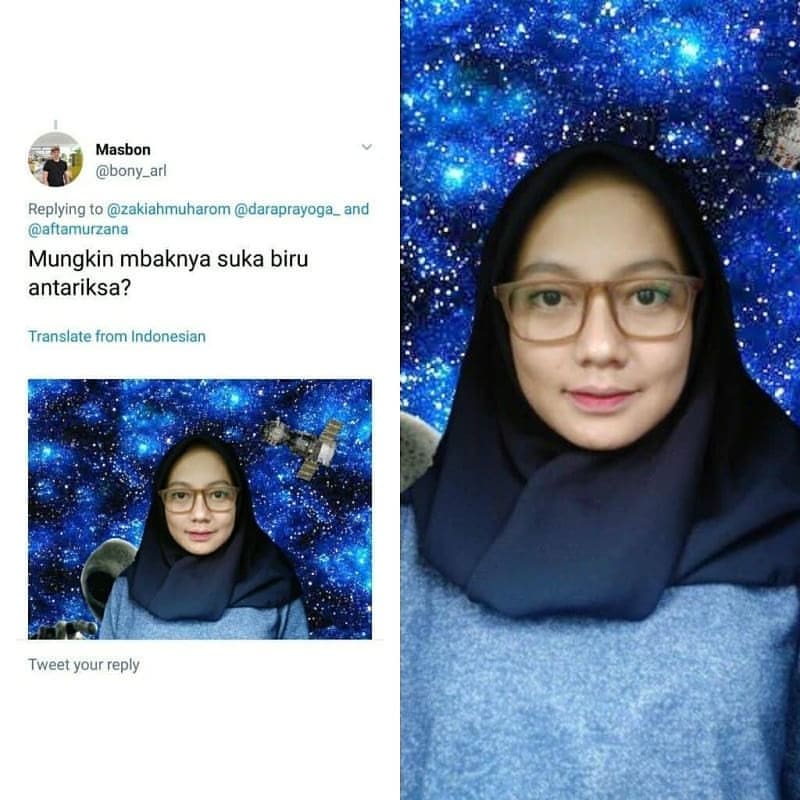 Masbon
@bony_arl
Replying to @zakiahmuharom @daraprayoga_ and
@aftamurzana
Mungkin mbaknya suka biru
antariksa?
Translate from Indonesian
Tweet your reply